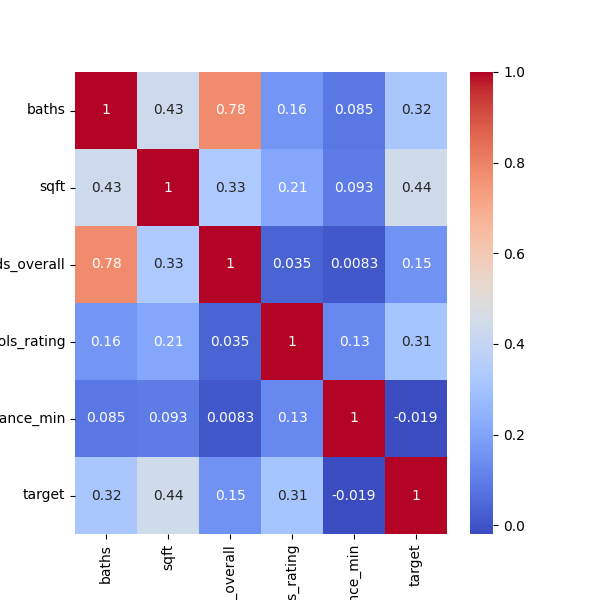 baths 1 0.43 0.78 0.16 0.085 0.32 1.0
sqft 0.43 1 0.33 0.21 0.093 0.44 0.8
ds_overall 0.78 0.33 1 0.035 0.0083 0.15 0.6
ols_rating 0.16 0.21 0.035 1 0.13 0.31 0.4
ance_min 0.085 0.093 0.0083 0.13 1 -0.019 0.2
target 0.32 0.44 0.15 0.31 -0.019 1 0.0
baths sqft _overall s_rating nce_min target